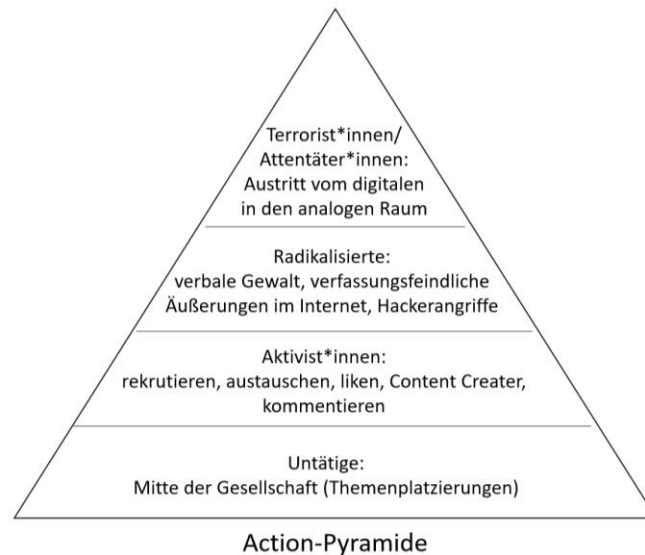 Terrorist*innen/
Attentäter*innen:
Austritt vom digitalen
in den analogen Raum
Radikalisierte:
verbale Gewalt, verfassungsfeindliche
Äußerungen im Internet, Hackerangriffe
Aktivist*innen:
rekrutieren, austauschen, liken, Content Creater,
kommentieren
Untätige:
Mitte der Gesellschaft (Themenplatzierungen)
Action-Pyramide